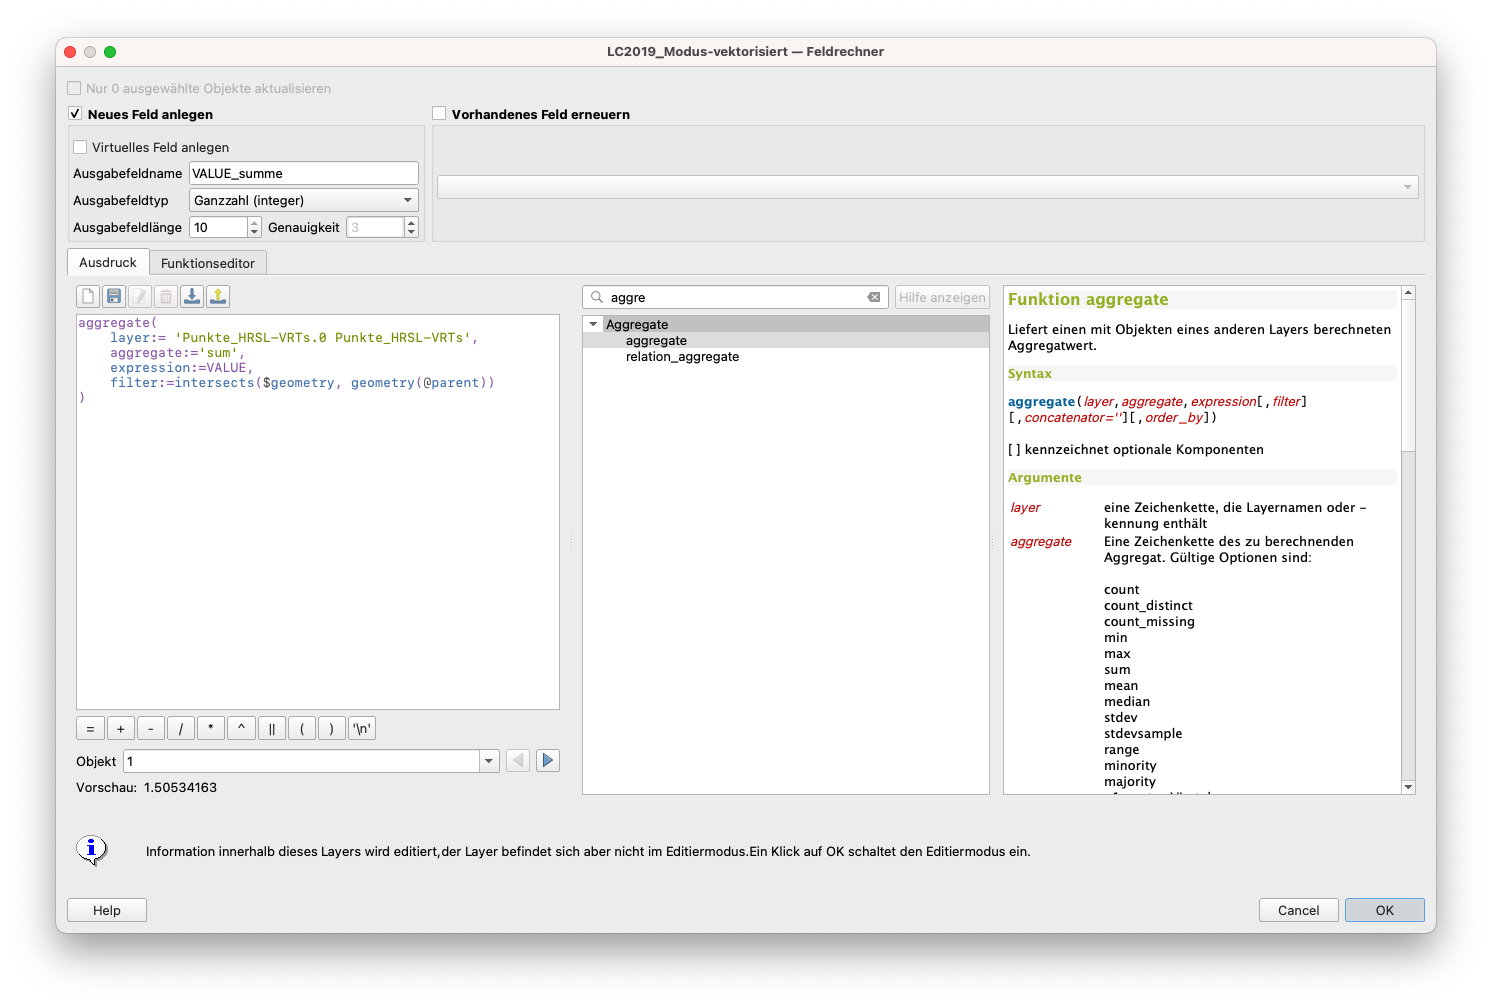 LC2019_Modus-vektorisiert — Feldrechner
Nur 0 ausgewählte Objekte aktualisieren
Neues Feld anlegen
Vorhandenes Feld erneuern
Virtuelles Feld anlegen
Ausgabefeldname VALUE_summe
Ausgabefeldtyp Ganzzahl (integer)
Ausgabefeldlänge 10 Genauigkeit 3
Ausdruck Funktionseditor
aggregate(
layer:= 'Punkte_HRSL-VRTs.0 Punkte_HRSL-VRTs',
aggregate:='sum',
expression:=VALUE,
filter:=intersects($geometry, geometry(@parent))
)
= + - / * ^ || ( ) '\n'
Objekt 1
Vorschau: 1.50534163
aggre
Hilfe anzeigen
Aggregate
aggregate
relation_aggregate
Funktion aggregate
Liefert einen mit Objekten eines anderen Layers berechneten
Aggregatwert.
Syntax
aggregate(layer,aggregate,expression[,filter]
[,concatenator=''][,order_by])
[ ] kennzeichnet optionale Komponenten
Argumente
layer eine Zeichenkette, die Layernamen oder -
kennung enthält
aggregate Eine Zeichenkette des zu berechnenden
Aggregat. Gültige Optionen sind:
count
count_distinct
count_missing
min
max
sum
mean
median
stdev
stdevsample
range
minority
majority
Information innerhalb dieses Layers wird editiert,der Layer befindet sich aber nicht im Editiermodus.Ein Klick auf OK schaltet den Editiermodus ein.
Help
Cancel
OK